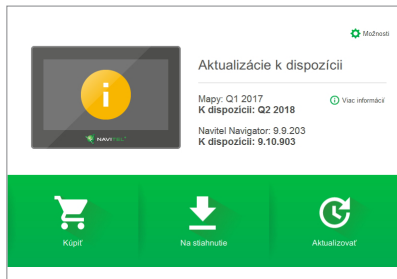 Možnosti
Aktualizácie k dispozícii
Mapy: Q1 2017
Viac informácií
K dispozícii: Q2 2018
Navitel Navigator: 9.9.203
K dispozícii: 9.10.903
NAVITEL
Kúpiť
Na stiahnutie
Aktualizovať